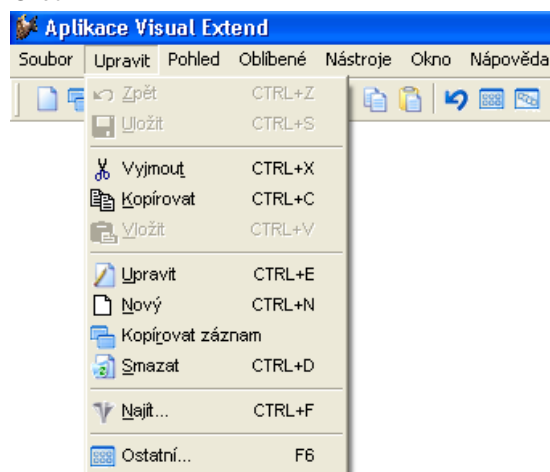 Aplikace Visual Extend
Soubor Upravit Pohled Oblíbené Nástroje Okno Nápověda
Zpět CTRL+Z
Uložit CTRL+S
Vyjmout CTRL+X
Kopírovat CTRL+C
Vložit CTRL+V
Upravit CTRL+E
Nový CTRL+N
Kopírovat záznam
Smazat CTRL+D
Najít... CTRL+F
Ostatní... F6